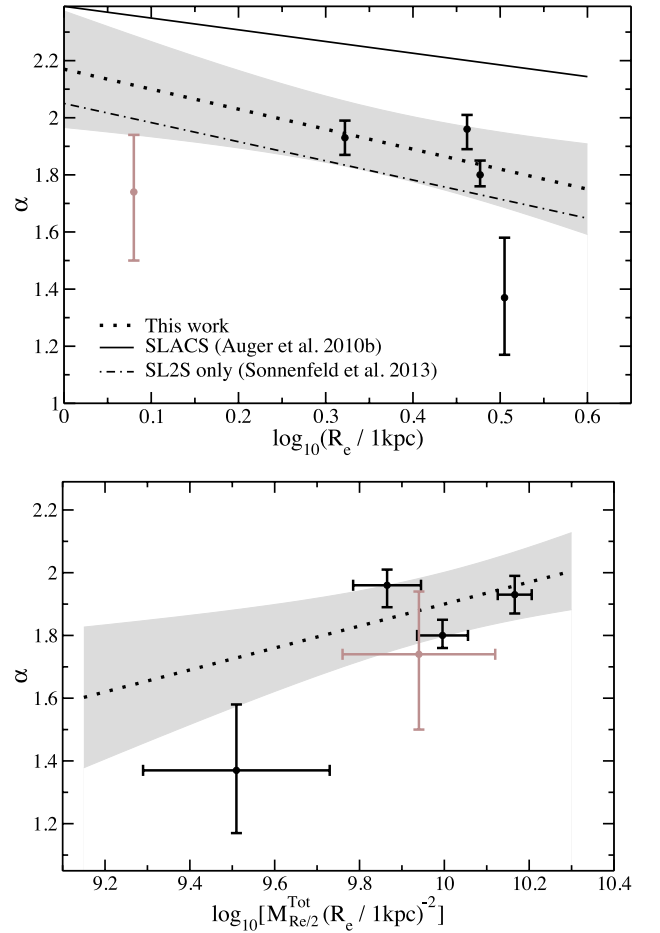 2.2
2
1.8
α
1.6
1.4
1.2
1
This work
SLACS (Auger et al. 2010b)
SL2S only (Sonnenfeld et al. 2013)
0 0.1 0.2 0.3 0.4 0.5 0.6
log10(Re / 1kpc)
2.2
2
1.8
α
1.6
1.4
1.2
9.2 9.4 9.6 9.8 10 10.2 10.4
log10[M^Tot_Re/2 (Re / 1kpc)^-2]